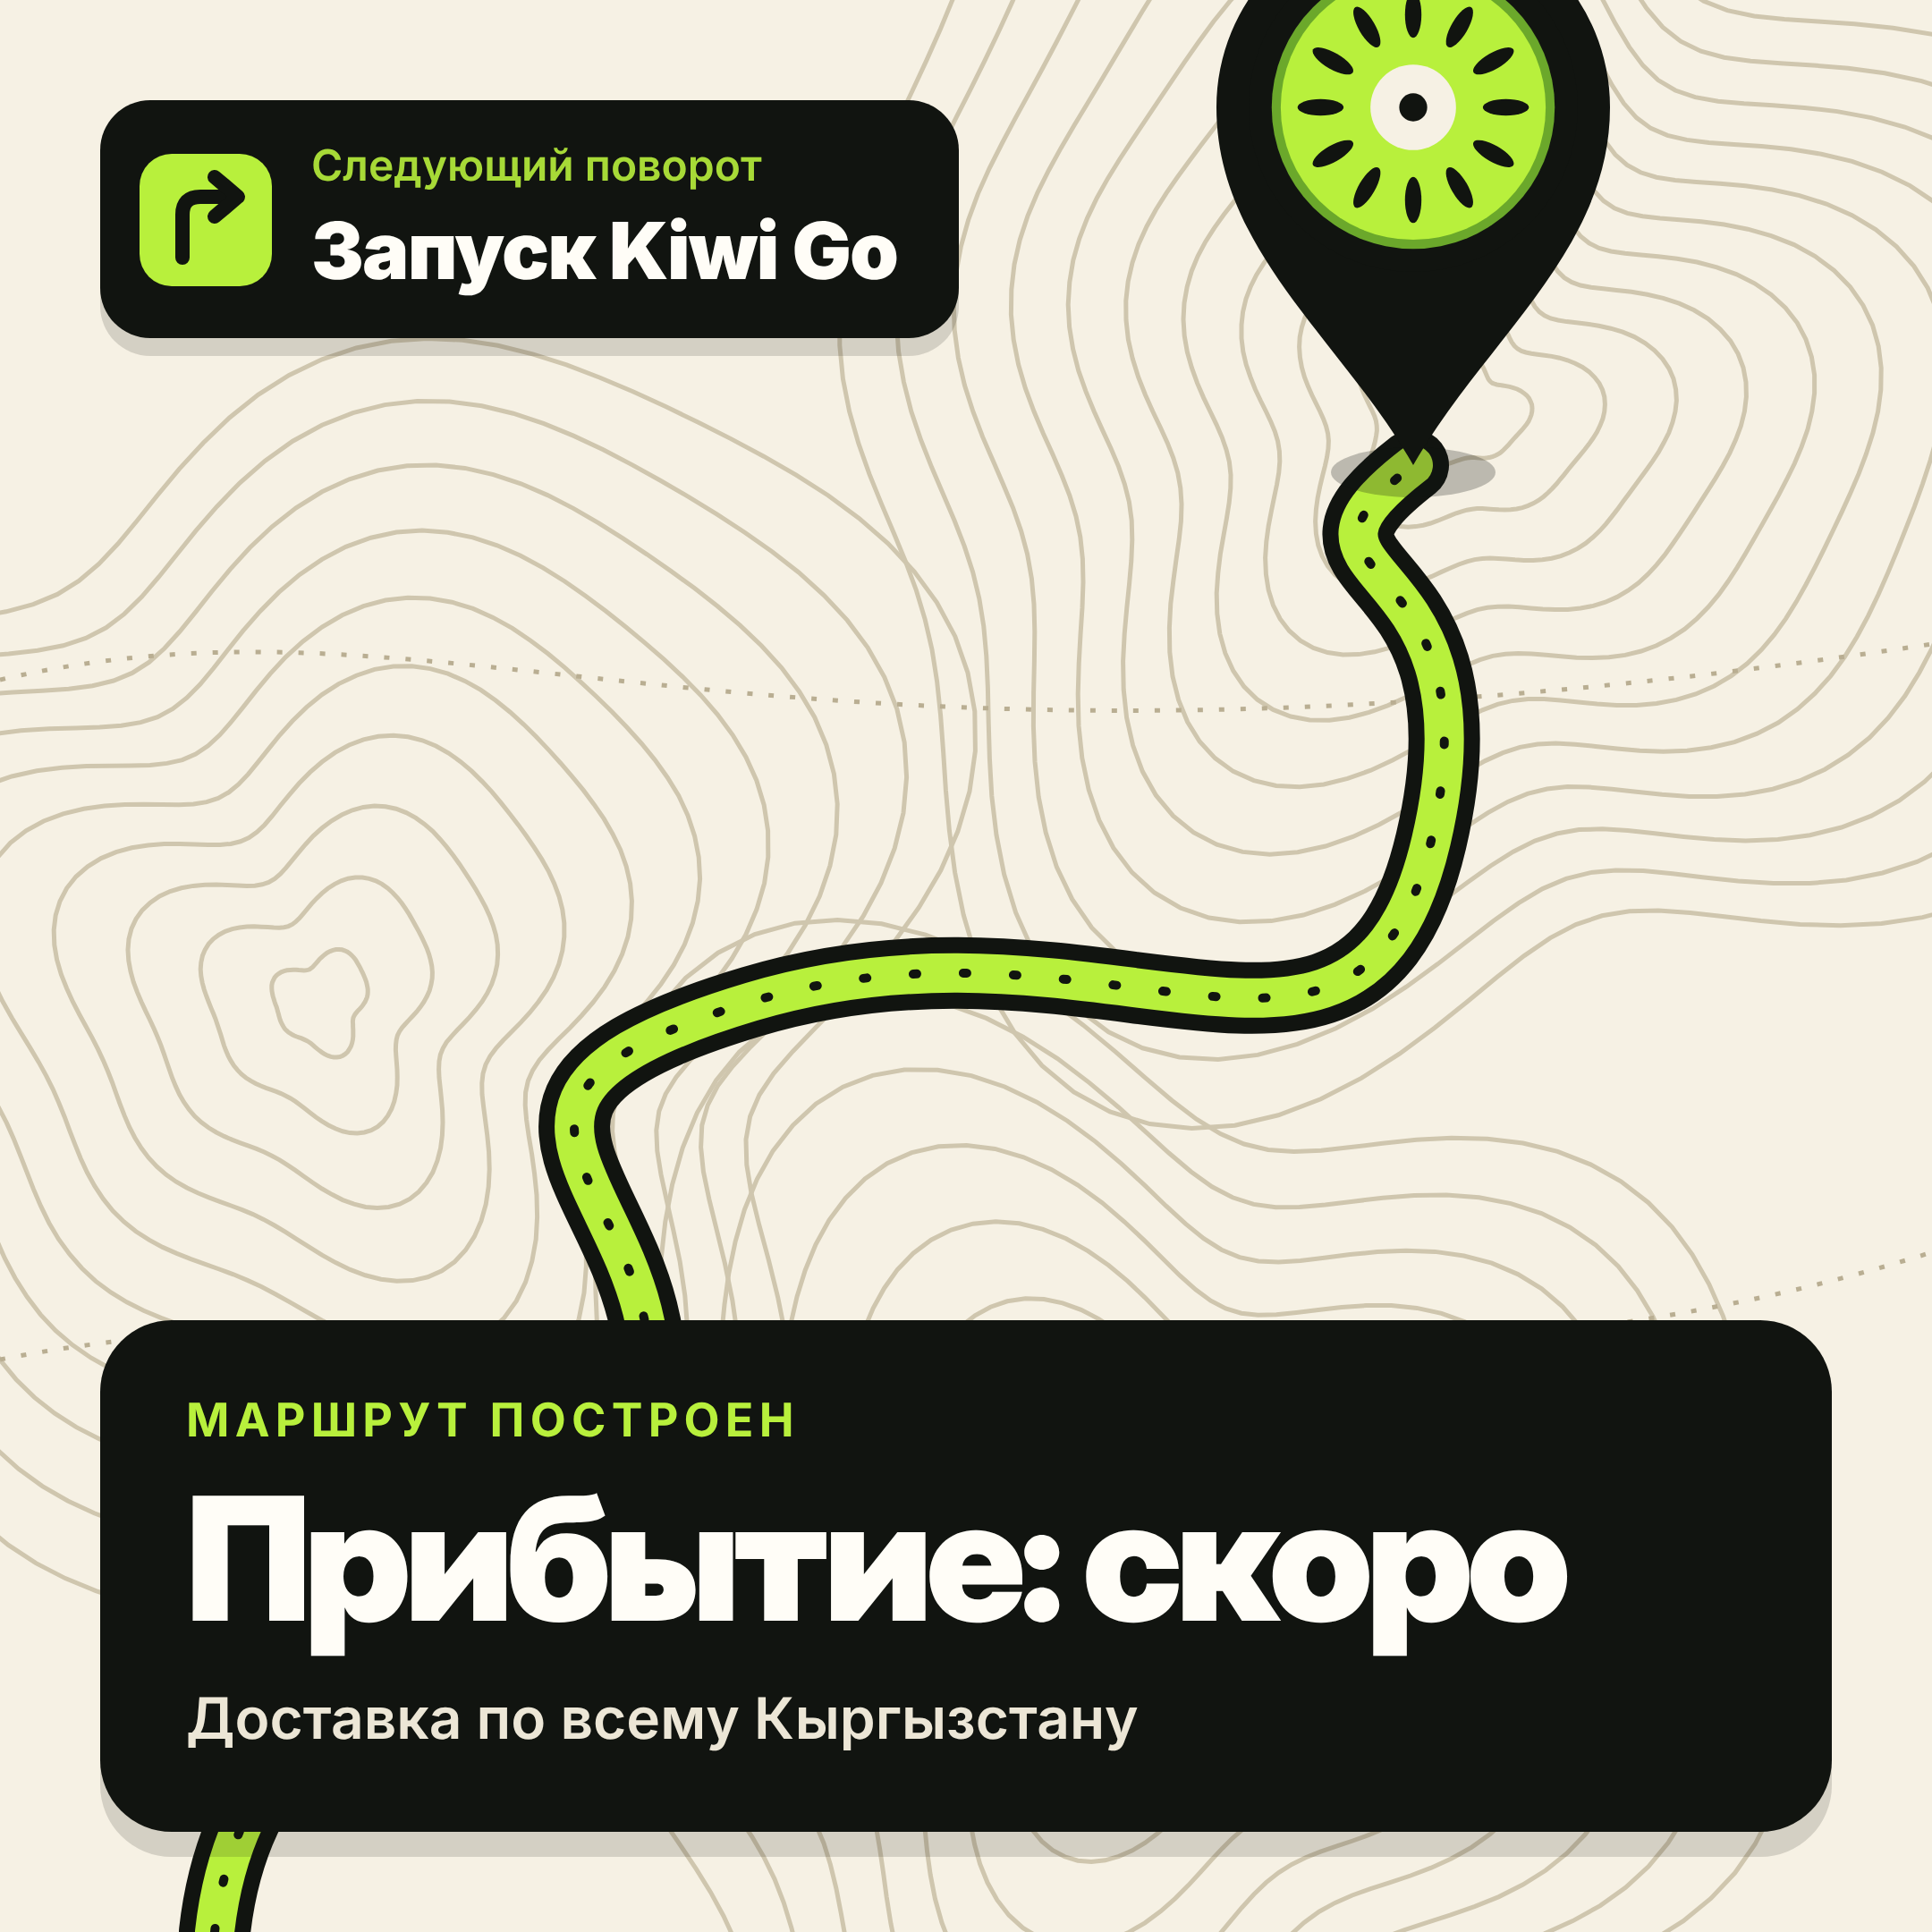 Следующий поворот
Запуск Kiwi Go
МАРШРУТ ПОСТРОЕН
Прибытие: скоро
Доставка по всему Кыргызстану